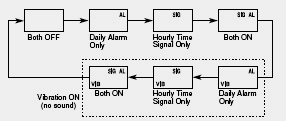 AL
SIG
SIG AL
Both OFF
Daily Alarm
Only
Hourly Time
Signal Only
Both ON
SIG AL
SIG
AL
VIB
VIB
VIB
Vibration ON
(no sound)
Both ON
Hourly Time
Signal Only
Daily Alarm
Only